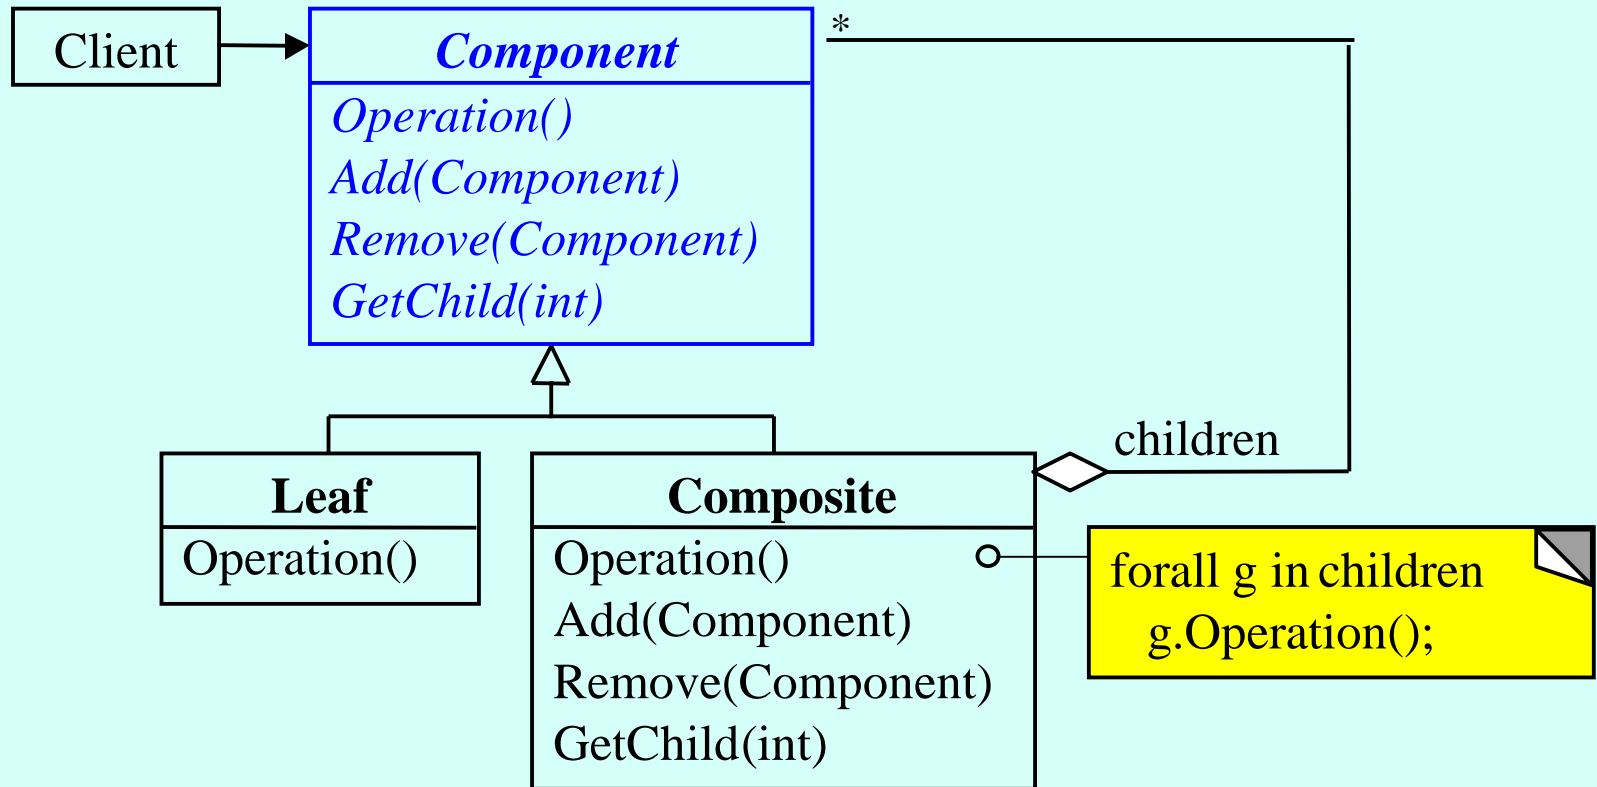 Client
Component
*
Operation()
Add(Component)
Remove(Component)
GetChild(int)
children
Leaf
Operation()
Composite
Operation()
Add(Component)
Remove(Component)
GetChild(int)
forall g in children
g.Operation();